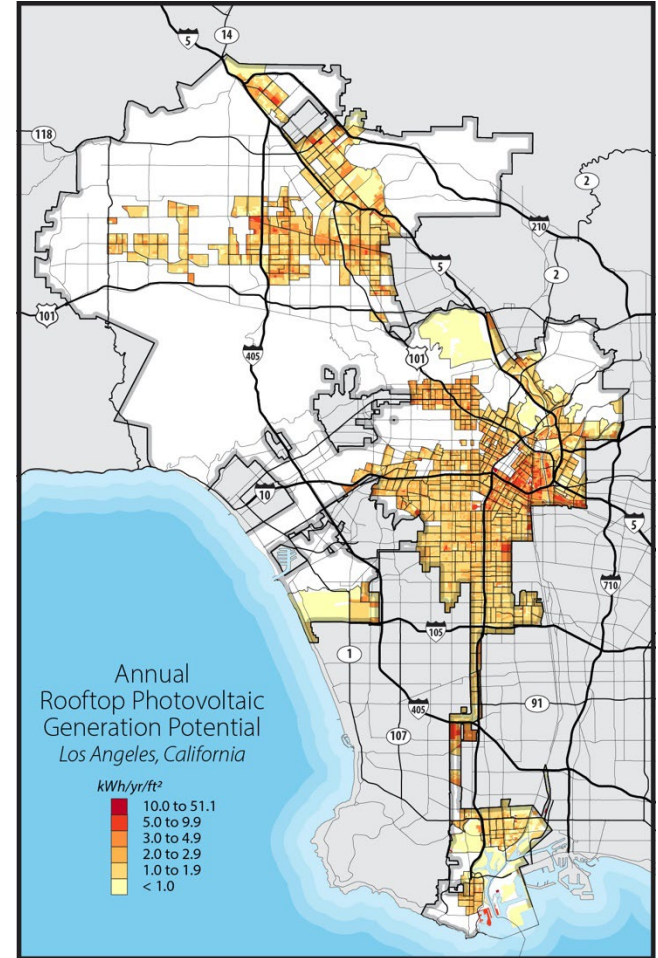 5
14
118
2
210
5
2
101
101
405
10
5
710
105
1
405
91
107
Annual
Rooftop Photovoltaic
Generation Potential
Los Angeles, California
kWh/yr/ft²
10.0 to 51.1
5.0 to 9.9
3.0 to 4.9
2.0 to 2.9
1.0 to 1.9
< 1.0